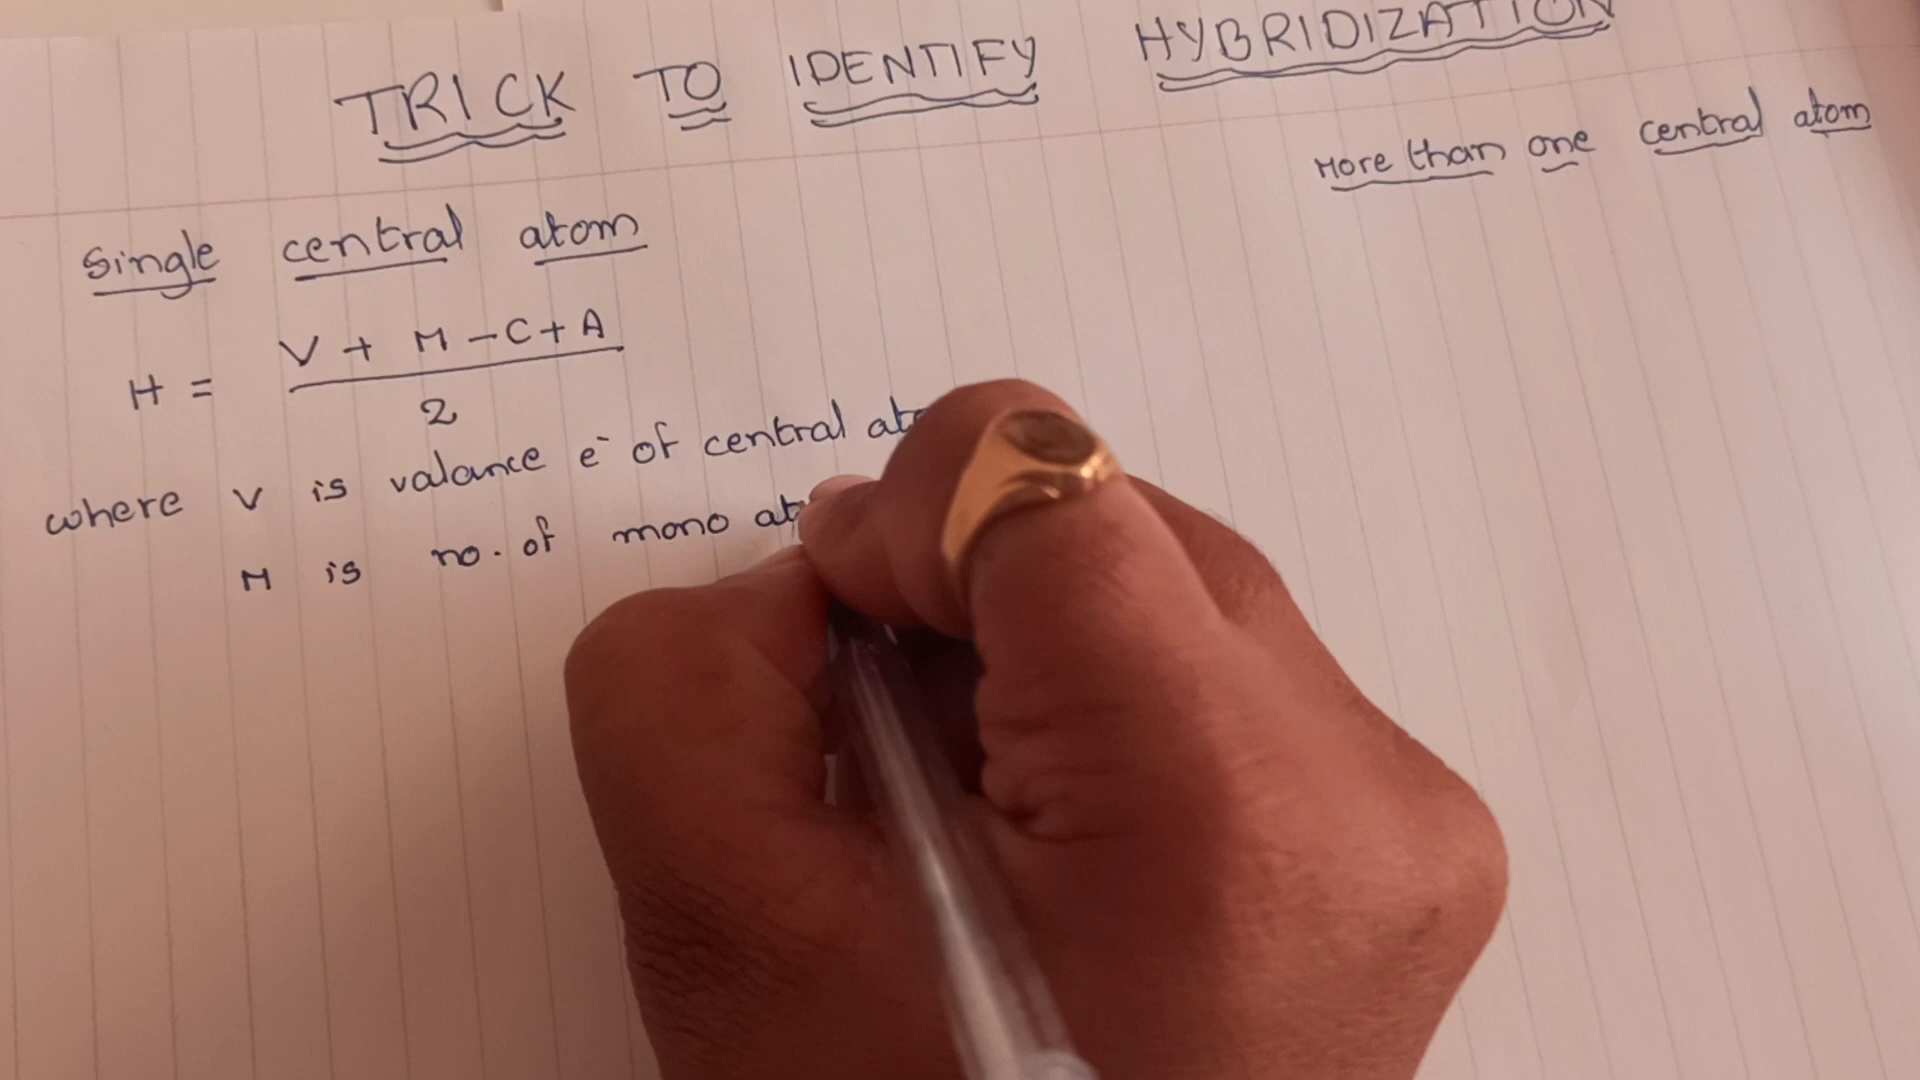 TRICK TO IDENTIFY HYBRIDIZATION
Single central atom
More than one central atom
H = V + M - C + A
2
where V is valance e⁻ of central
M is no. of mono